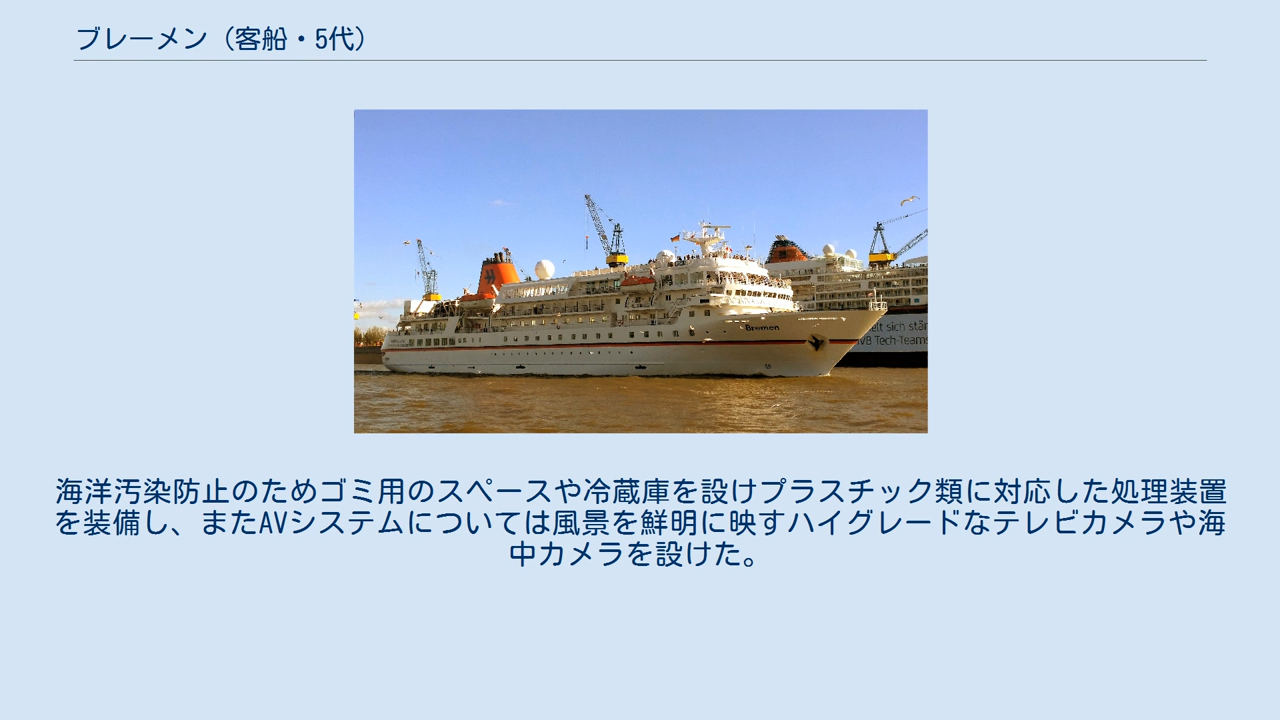 ブレーメン（客船・5代）
Bremen
elt sich stän
VB Tech-Teams
海洋汚染防止のためゴミ用のスペースや冷蔵庫を設けプラスチック類に対応した処理装置
を装備し、またAVシステムについては風景を鮮明に映すハイグレードなテレビカメラや海
中カメラを設けた。